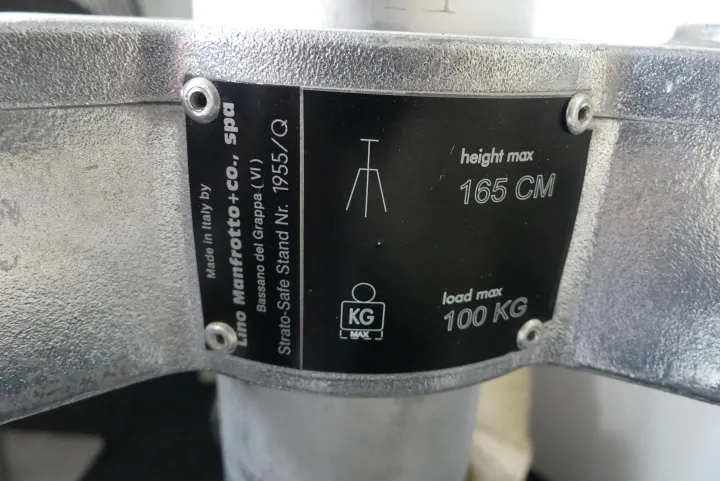 Made in Italy by
Lino Manfrotto+co., spa
Bassano del Grappa (VI)
Strato-Safe Stand Nr. 1955/Q
height max
165 CM
KG
MAX
load max
100 KG